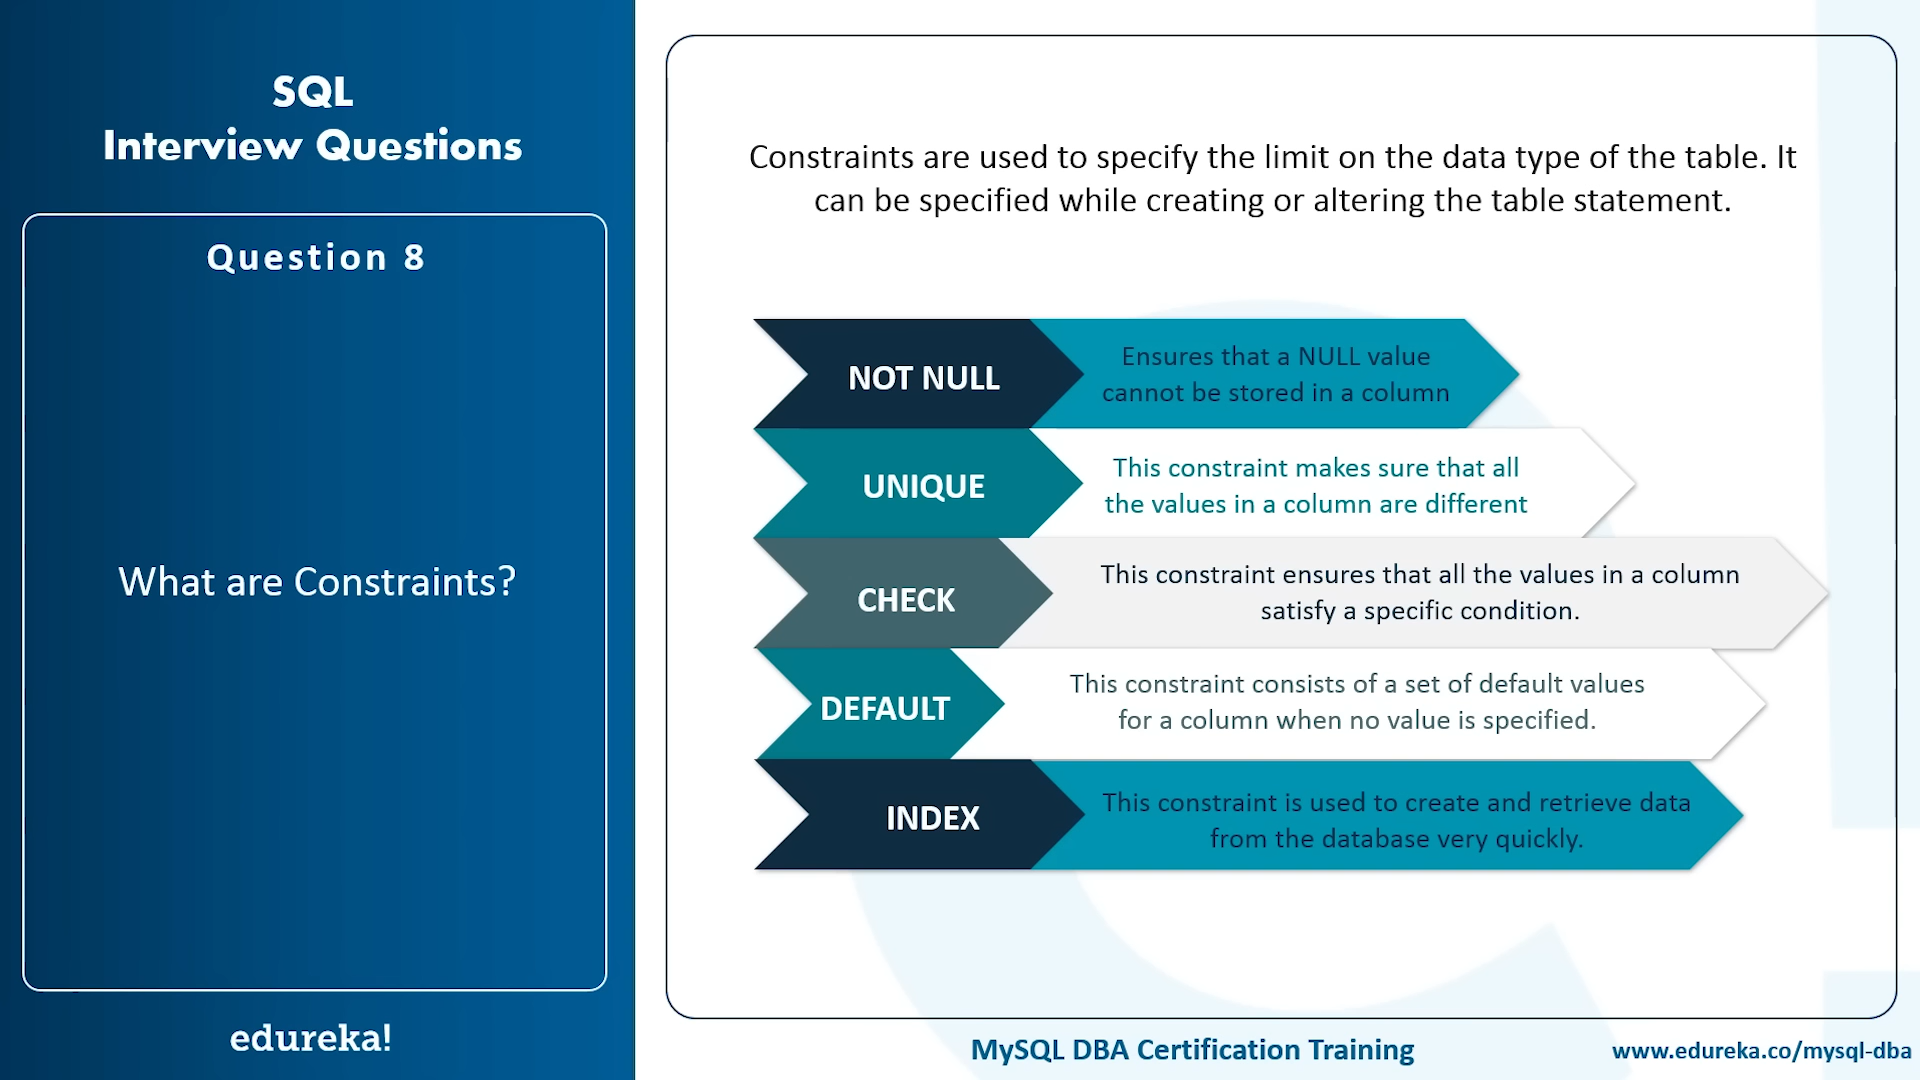 SQL
Interview Questions
Question 8
What are Constraints?
edureka!
Constraints are used to specify the limit on the data type of the table. It
can be specified while creating or altering the table statement.
NOT NULL
Ensures that a NULL value
cannot be stored in a column
UNIQUE
This constraint makes sure that all
the values in a column are different
CHECK
This constraint ensures that all the values in a column
satisfy a specific condition.
DEFAULT
This constraint consists of a set of default values
for a column when no value is specified.
INDEX
This constraint is used to create and retrieve data
from the database very quickly.
MySQL DBA Certification Training
www.edureka.co/mysql-dba